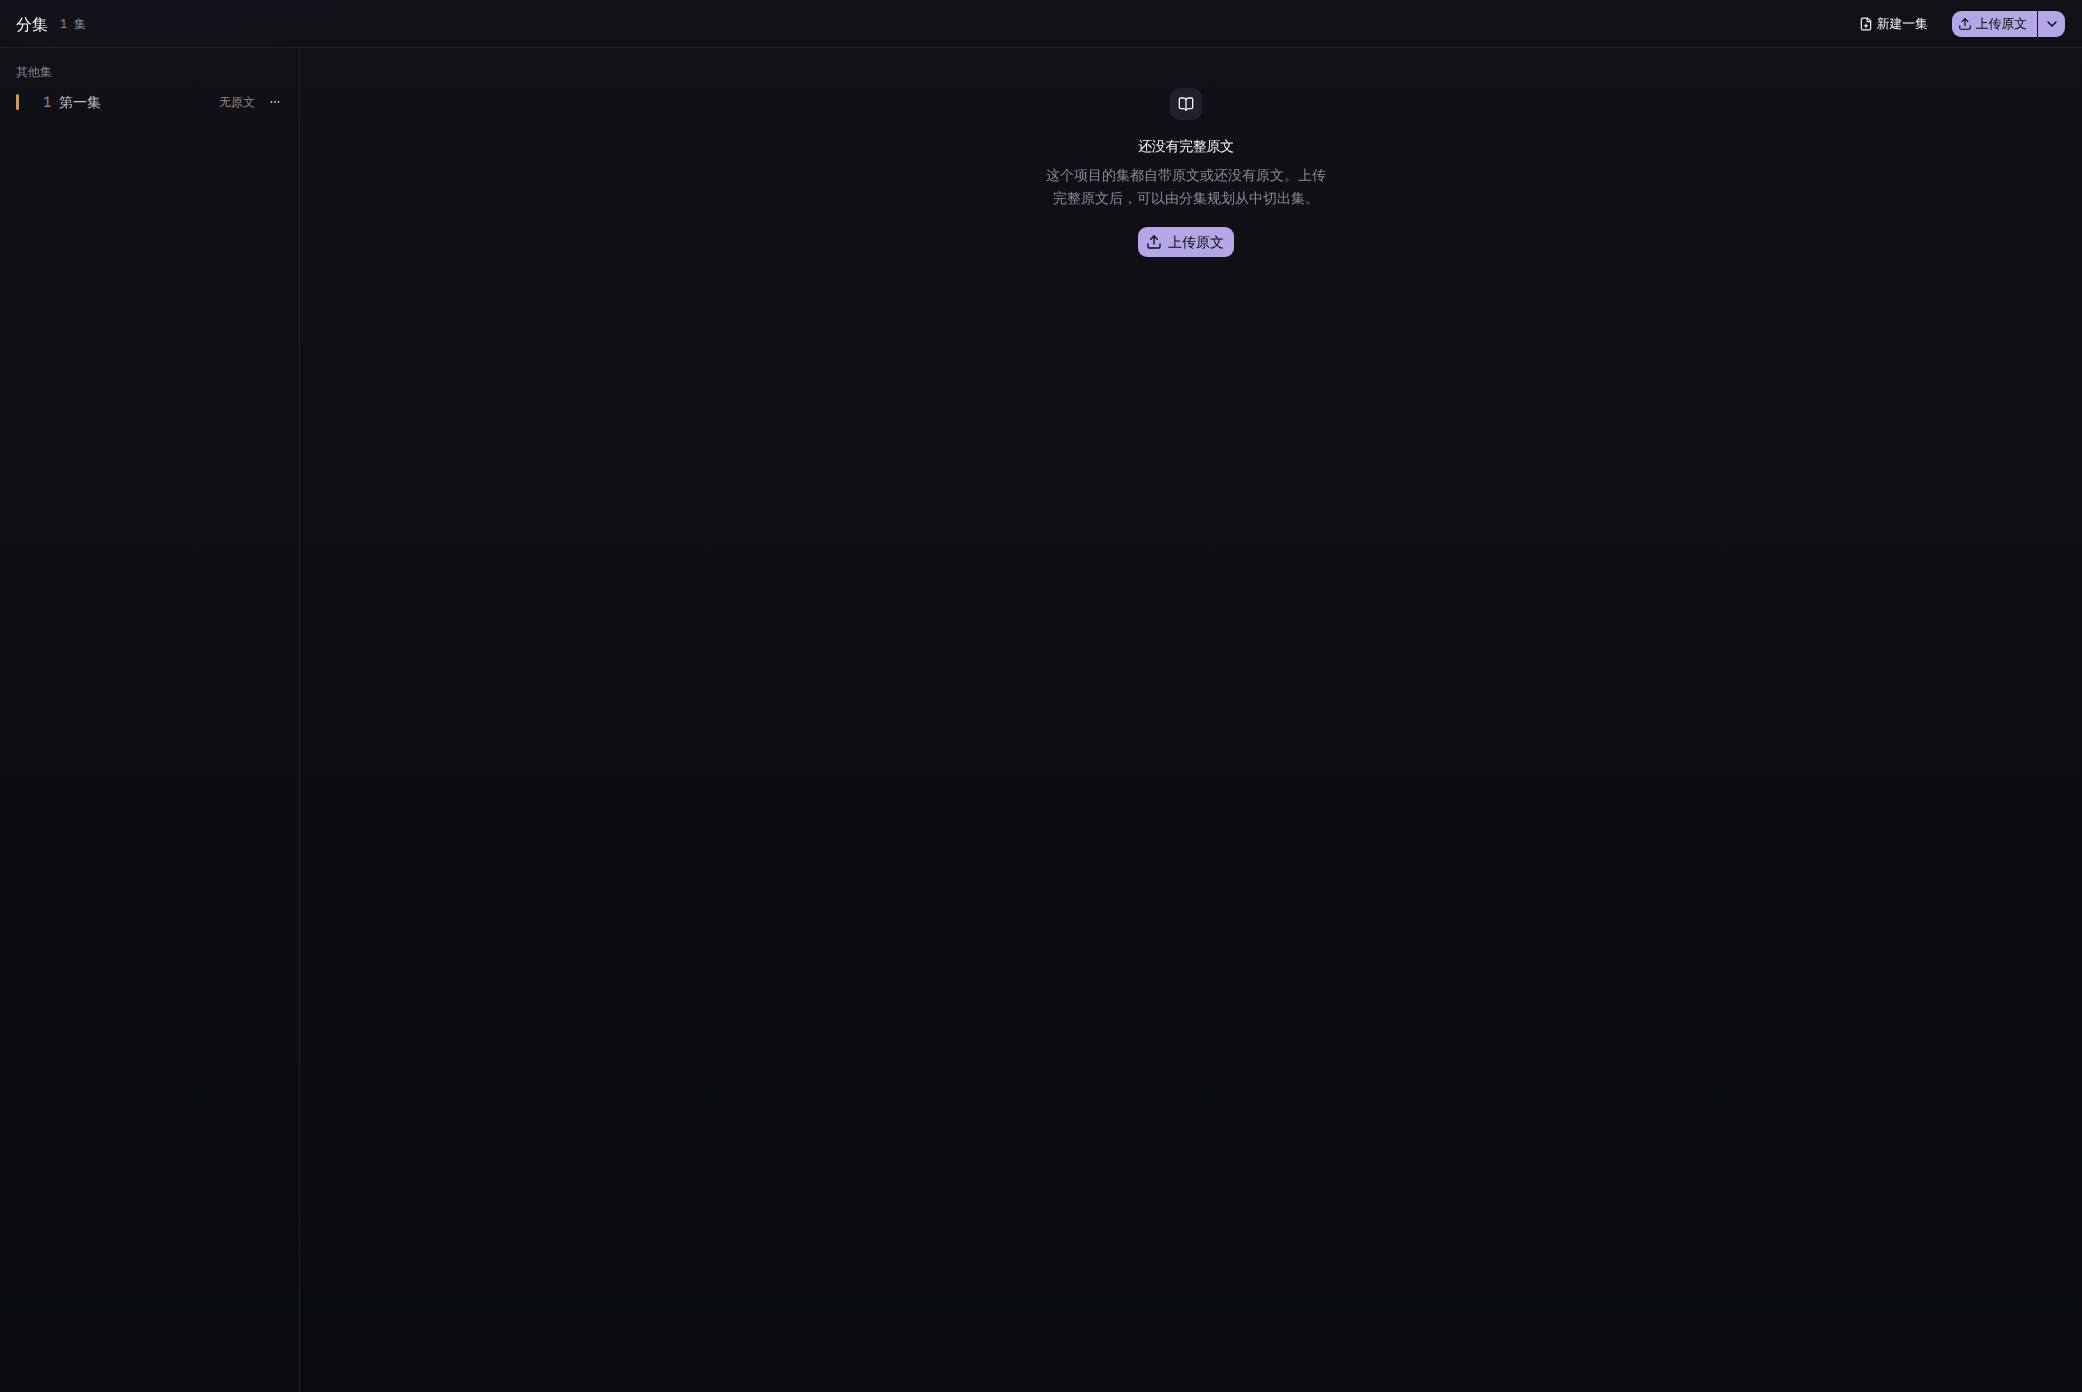 分集 1 集
新建一集
上传原文
其他集
1 第一集 无原文 ···
还没有完整原文
这个项目的集都自带原文或还没有原文。上传
完整原文后，可以由分集规划从中切出集。
上传原文